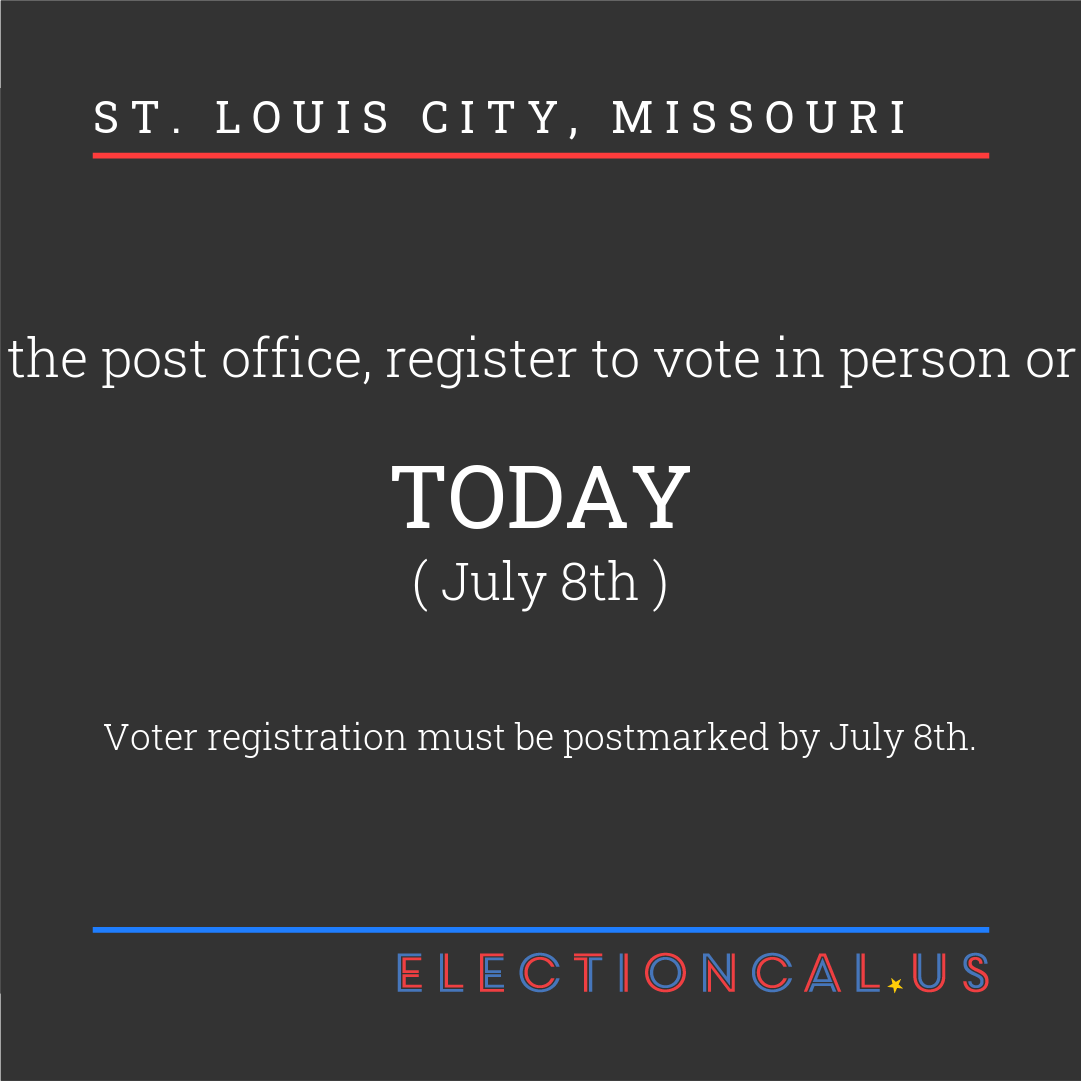 ST. LOUIS CITY, MISSOURI
the post office, register to vote in person or
TODAY
( July 8th )
Voter registration must be postmarked by July 8th.
ELECTIONCAL.US